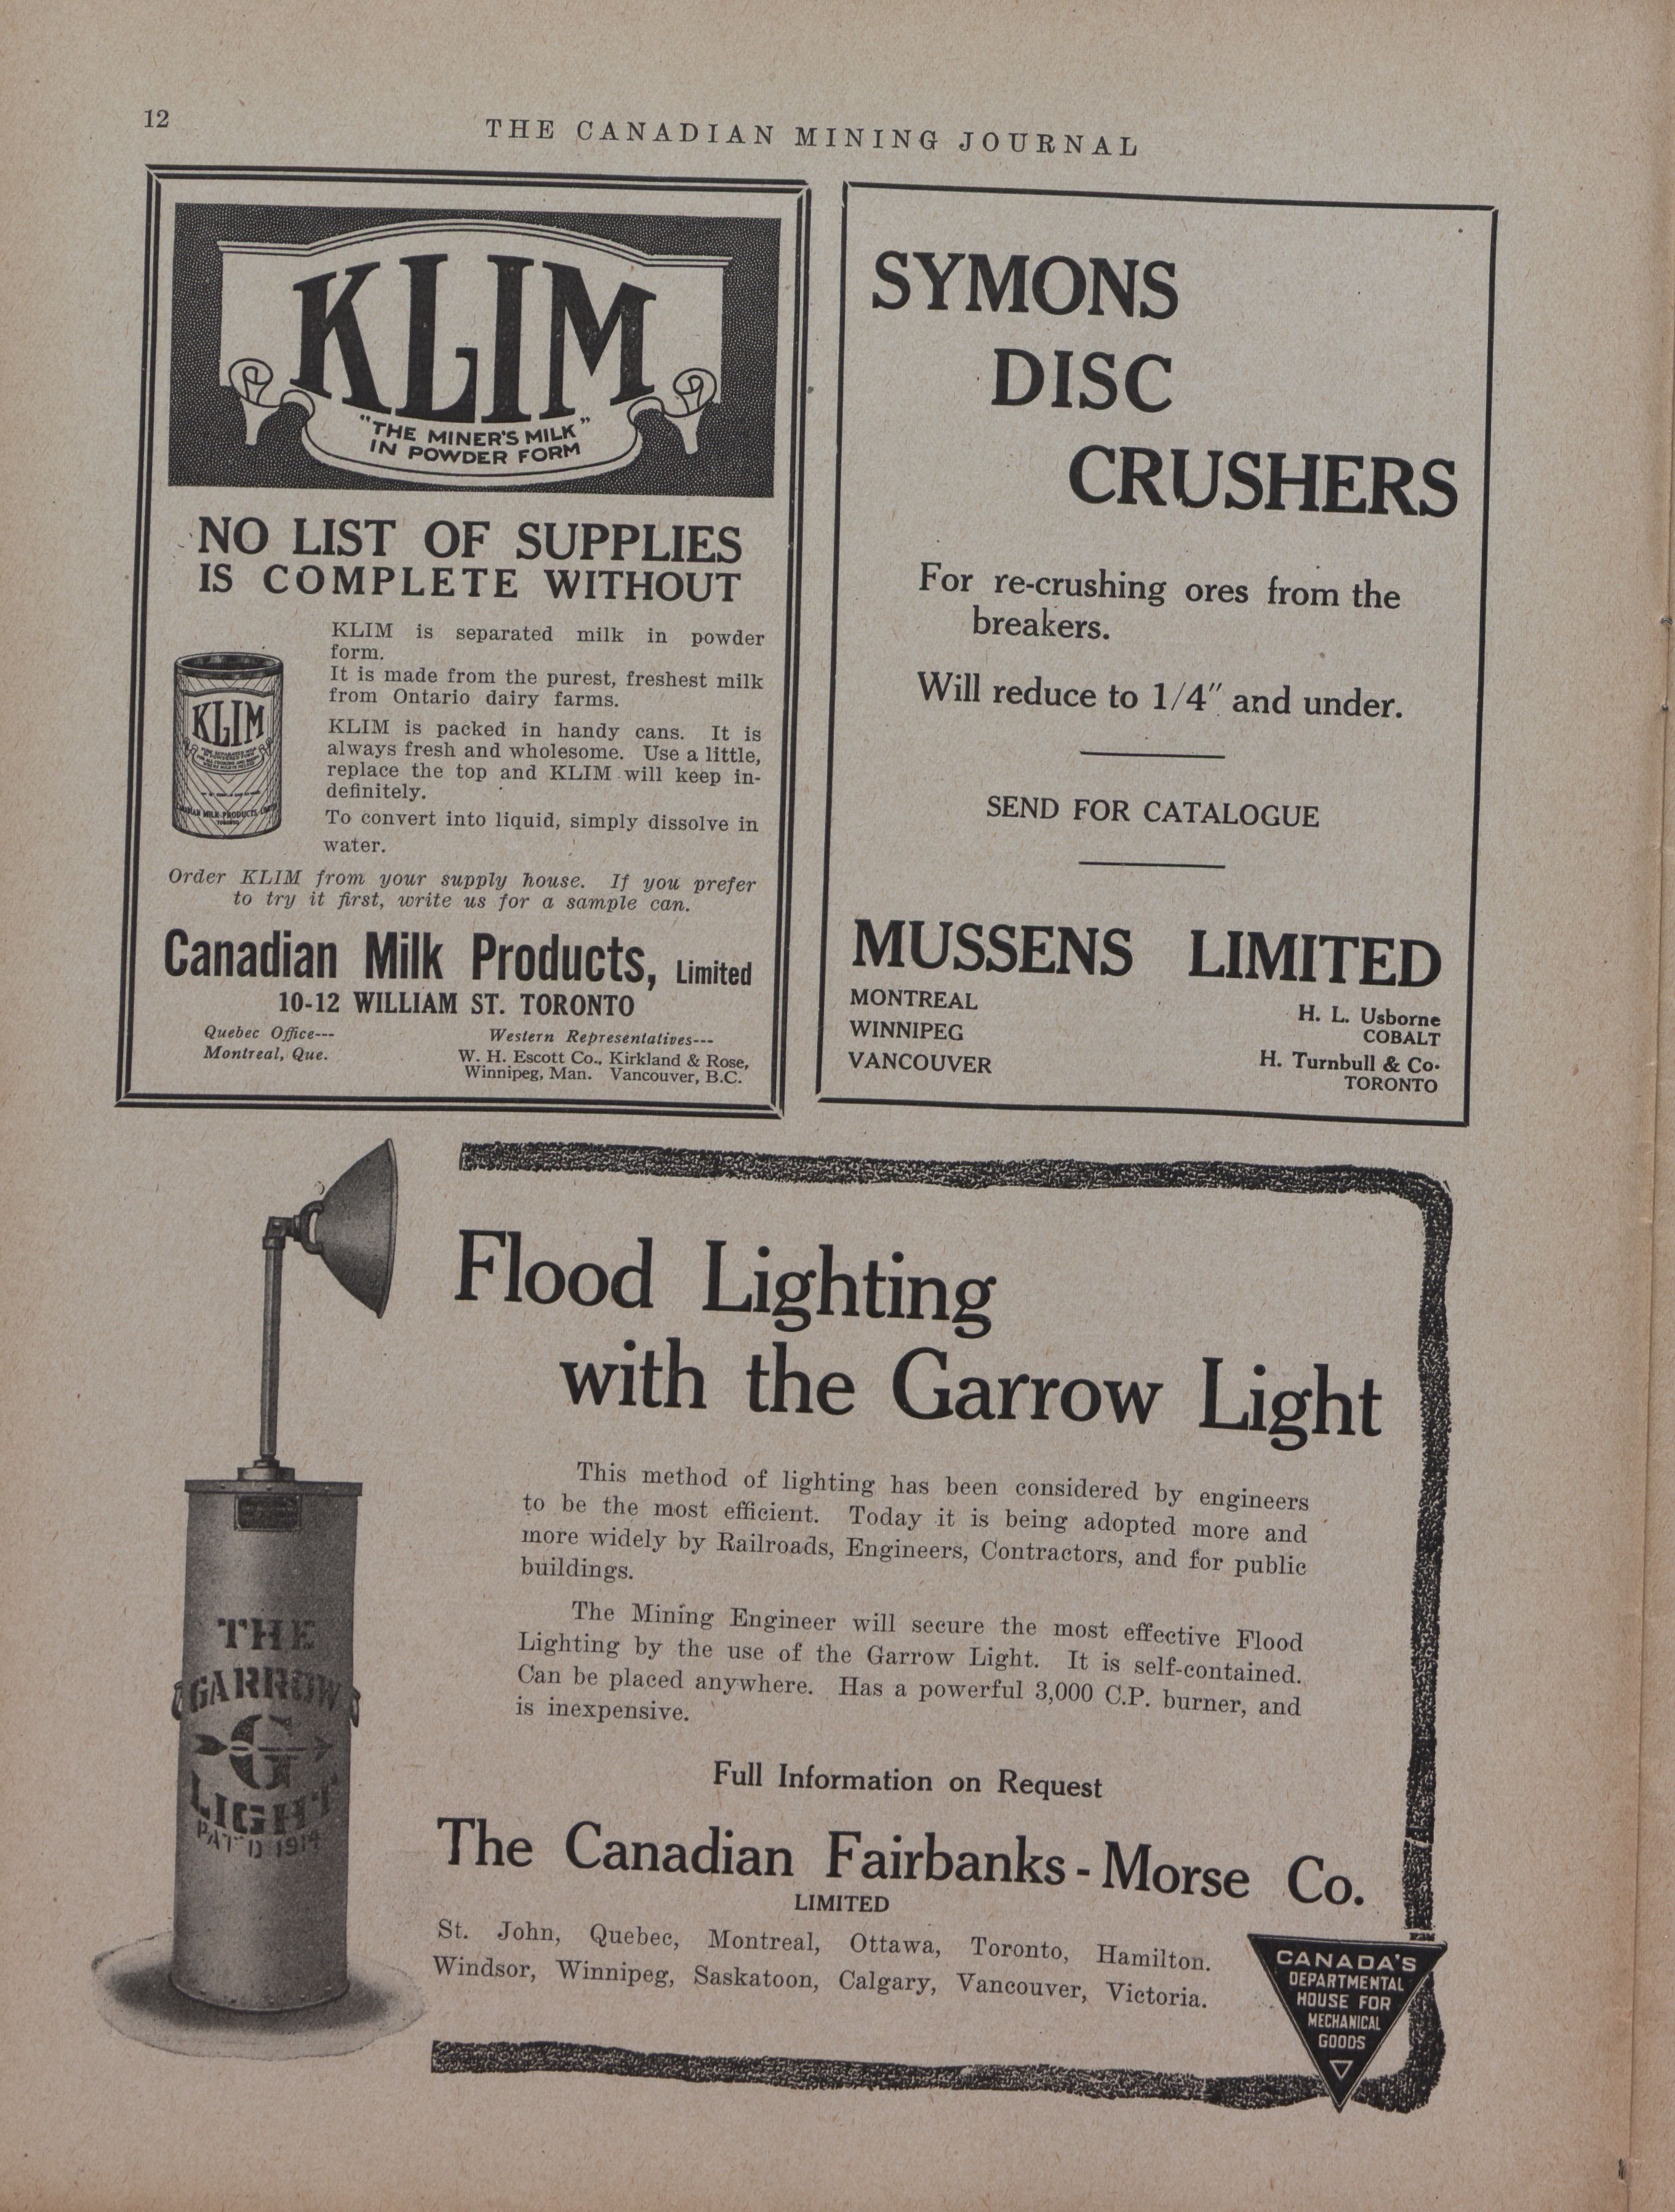 12
THE CANADIAN MINING JOURNAL
KLIM
"THE MINER'S MILK"
IN POWDER FORM
NO LIST OF SUPPLIES
IS COMPLETE WITHOUT
KLIM is separated milk in powder
form.
It is made from the purest, freshest milk
from Ontario dairy farms.
KLIM is packed in handy cans. It is
always fresh and wholesome. Use a little,
replace the top and KLIM will keep in-
definitely.
To convert into liquid, simply dissolve in
water.
KLIM
Order KLIM from your supply house. If you prefer
to try it first, write us for a sample can.
Canadian Milk Products, Limited
10-12 WILLIAM ST. TORONTO
Quebec Office---
Montreal, Que.
Western Representatives---
W. H. Escott Co., Kirkland & Rose,
Winnipeg, Man. Vancouver, B.C.
SYMONS
DISC
CRUSHERS
For re-crushing ores from the
breakers.
Will reduce to 1/4" and under.
SEND FOR CATALOGUE
MUSSENS LIMITED
MONTREAL
WINNIPEG
VANCOUVER
H. L. Usborne
COBALT
H. Turnbull & Co.
TORONTO
Flood Lighting
with the Garrow Light
This method of lighting has been considered by engineers
to be the most efficient. Today it is being adopted more and
more widely by Railroads, Engineers, Contractors, and for public
buildings.
The Mining Engineer will secure the most effective Flood
Lighting by the use of the Garrow Light. It is self-contained.
Can be placed anywhere. Has a powerful 3,000 C.P. burner, and
is inexpensive.
Full Information on Request
The Canadian Fairbanks-Morse Co.
LIMITED
St. John, Quebec, Montreal, Ottawa, Toronto, Hamilton.
Windsor, Winnipeg, Saskatoon, Calgary, Vancouver, Victoria.
THE
GARROW
G
LIGHT
PAT'D 1914
CANADA'S
DEPARTMENTAL
HOUSE FOR
MECHANICAL
GOODS